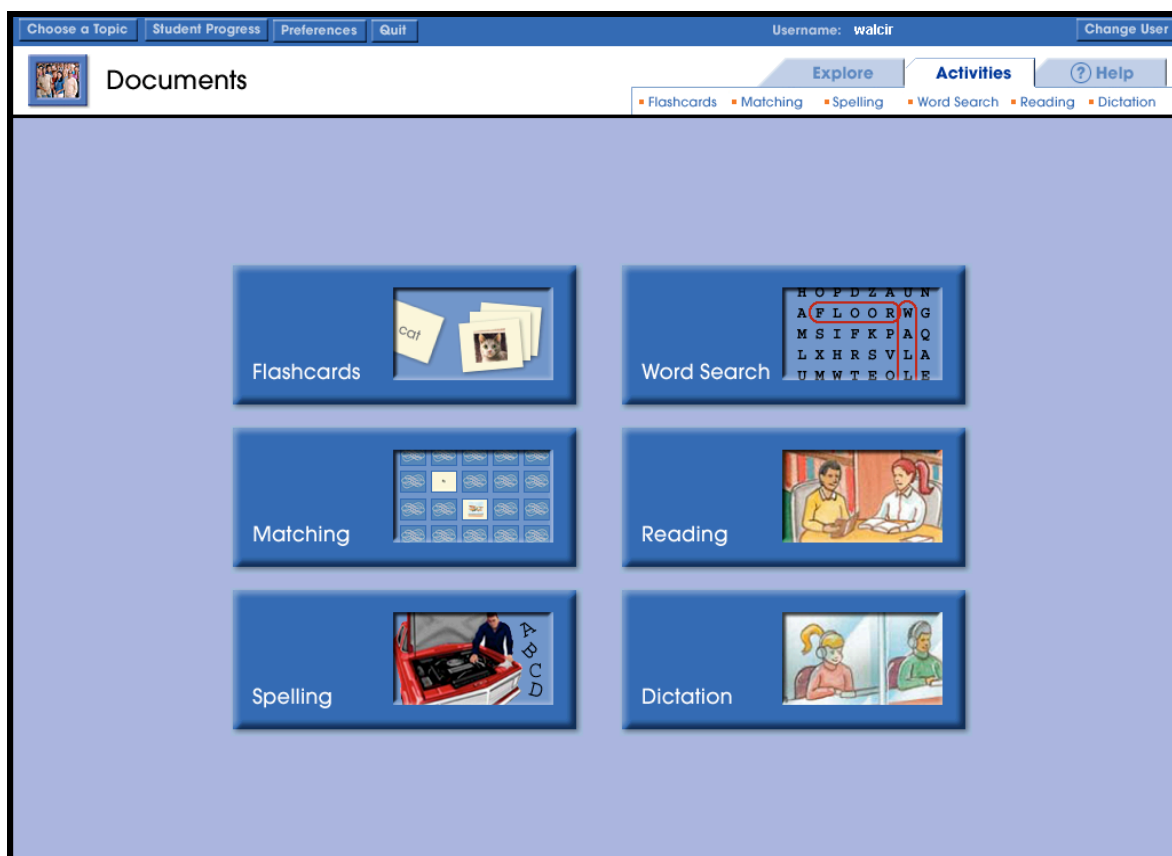 Choose a Topic Student Progress Preferences Quit Username: walcir Change User
Documents
Explore Activities ? Help
Flashcards Matching Spelling Word Search Reading Dictation
Flashcards
cat
Word Search
H O P D Z A U N
A F L O O R W G
M S I F K P A Q
L X H R S V L A
U M W T E O L E
Matching
Reading
Spelling
A
B
C
D
Dictation